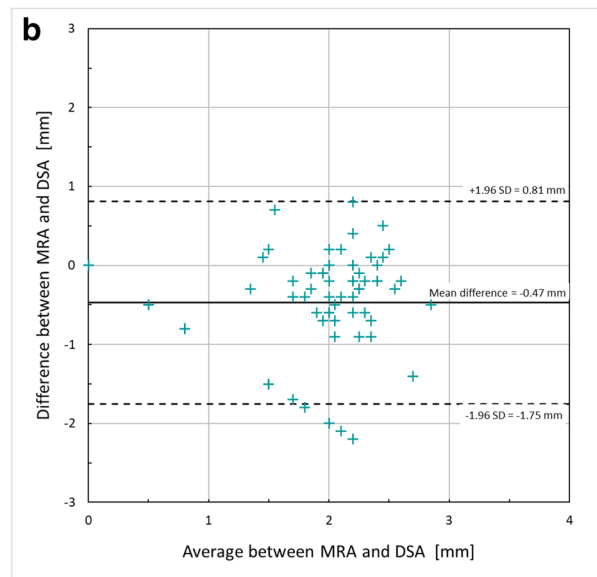 b
3
2
1
0
-1
-2
-3
Difference between MRA and DSA [mm]
+1.96 SD = 0.81 mm
Mean difference = -0.47 mm
-1.96 SD = -1.75 mm
0 1 2 3 4
Average between MRA and DSA [mm]